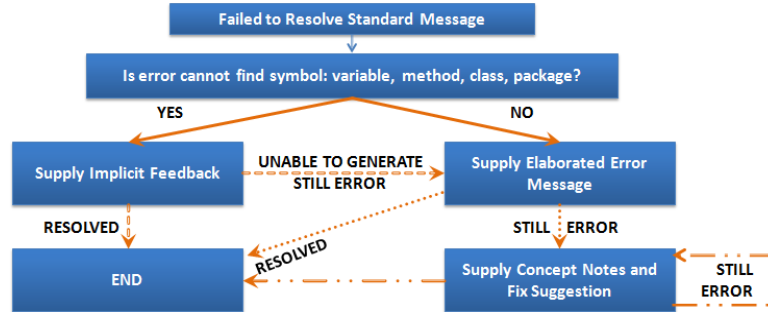 Failed to Resolve Standard Message
Is error cannot find symbol: variable, method, class, package?
YES
NO
Supply Implicit Feedback
UNABLE TO GENERATE
STILL ERROR
Supply Elaborated Error
Message
RESOLVED
STILL ERROR
RESOLVED
END
Supply Concept Notes and
Fix Suggestion
STILL
ERROR